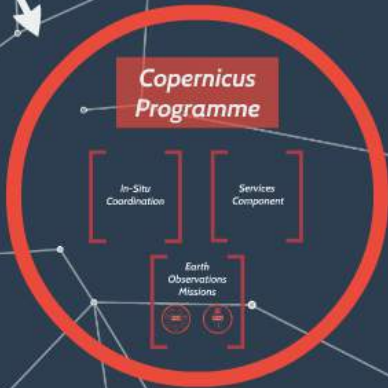 Copernicus
Programme
In-Situ
Coordination
Services
Component
Earth
Observations
Missions